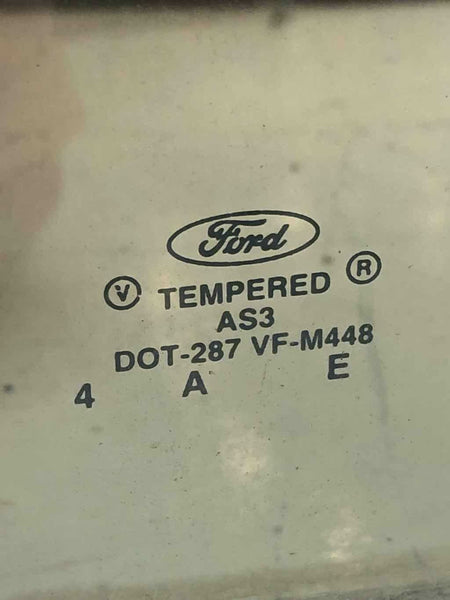 Ford
V TEMPERED R
AS3
DOT-287 VF-M448
4 A E